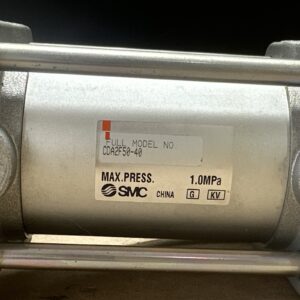 FULL MODEL NO.
CDA2F50-40
MAX.PRESS. 1.0MPa
SMC CHINA G KV